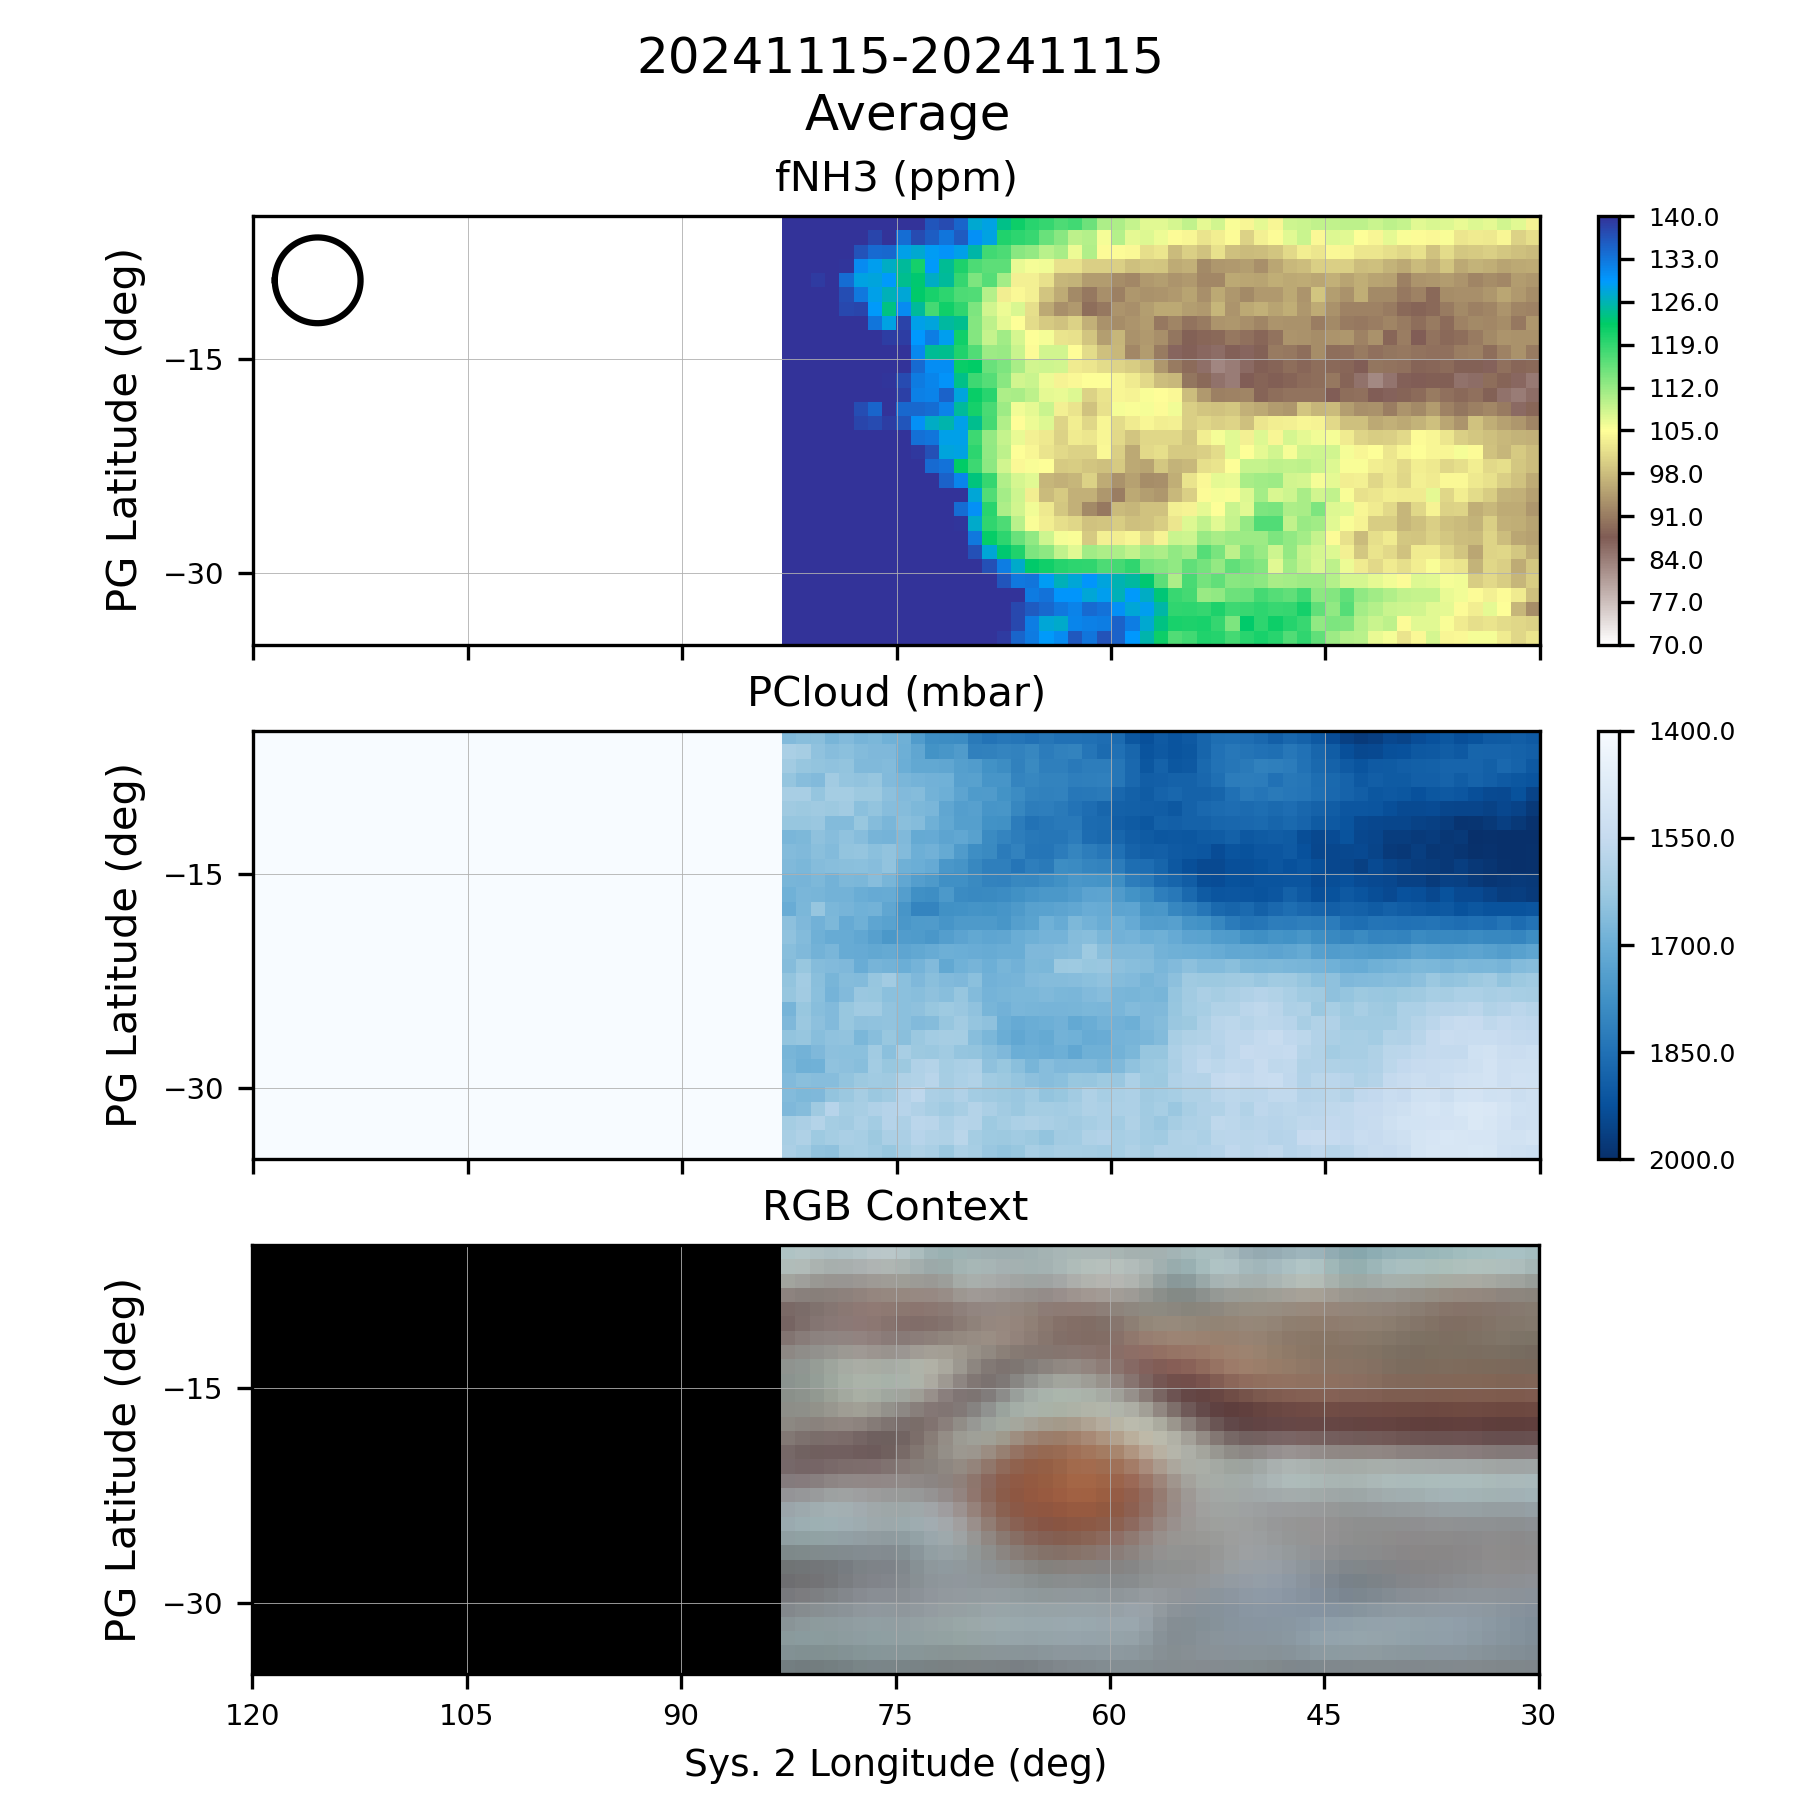 20241115-20241115
Average
fNH3 (ppm)
PG Latitude (deg)
−15
−30
140.0
133.0
126.0
119.0
112.0
105.0
98.0
91.0
84.0
77.0
70.0
PCloud (mbar)
PG Latitude (deg)
−15
−30
1400.0
1550.0
1700.0
1850.0
2000.0
RGB Context
PG Latitude (deg)
−15
−30
120 105 90 75 60 45 30
Sys. 2 Longitude (deg)